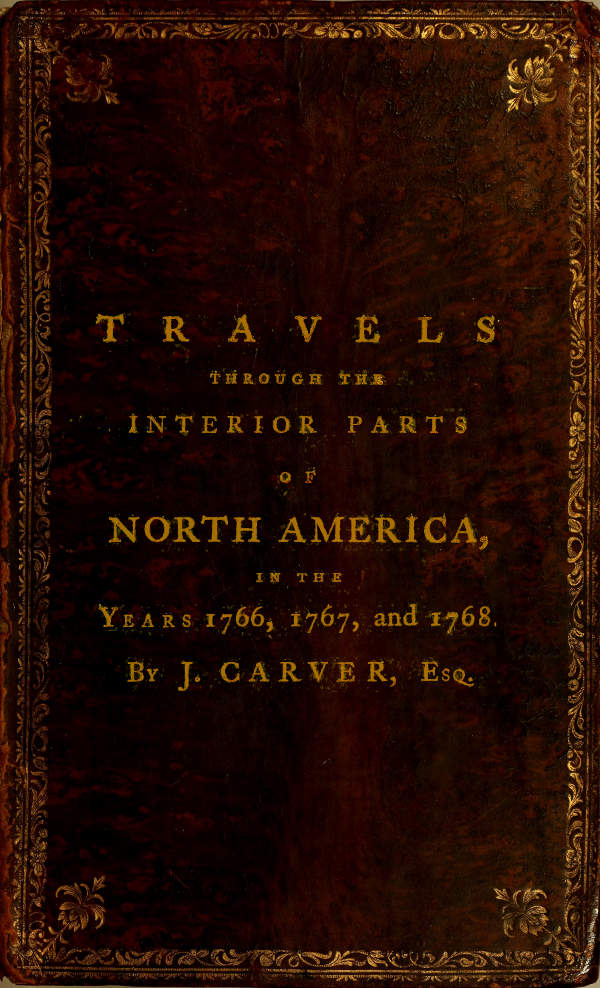 TRAVELS
THROUGH THE
INTERIOR PARTS
OF
NORTH AMERICA,
IN THE
YEARS 1766, 1767, and 1768.
BY J. CARVER, ESQ.